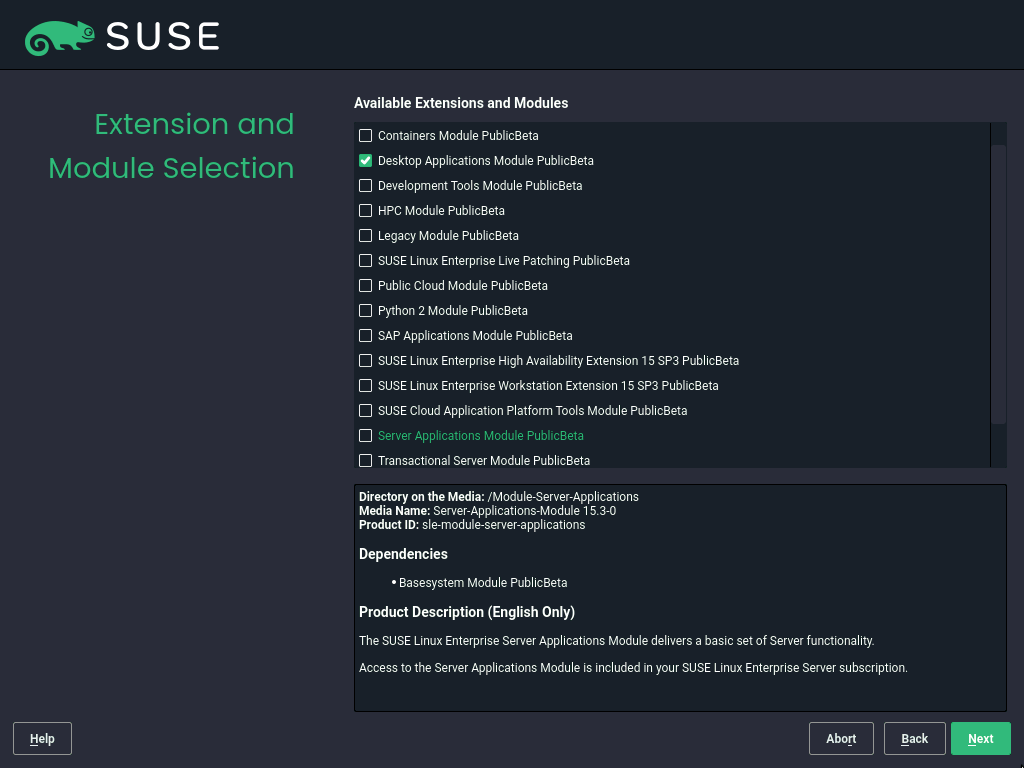 SUSE
Extension and
Module Selection
Available Extensions and Modules
Containers Module PublicBeta
Desktop Applications Module PublicBeta
Development Tools Module PublicBeta
HPC Module PublicBeta
Legacy Module PublicBeta
SUSE Linux Enterprise Live Patching PublicBeta
Public Cloud Module PublicBeta
Python 2 Module PublicBeta
SAP Applications Module PublicBeta
SUSE Linux Enterprise High Availability Extension 15 SP3 PublicBeta
SUSE Linux Enterprise Workstation Extension 15 SP3 PublicBeta
SUSE Cloud Application Platform Tools Module PublicBeta
Server Applications Module PublicBeta
Transactional Server Module PublicBeta
Directory on the Media: /Module-Server-Applications
Media Name: Server-Applications-Module 15.3-0
Product ID: sle-module-server-applications
Dependencies
• Basesystem Module PublicBeta
Product Description (English Only)
The SUSE Linux Enterprise Server Applications Module delivers a basic set of Server functionality.
Access to the Server Applications Module is included in your SUSE Linux Enterprise Server subscription.
Help Abort Back Next